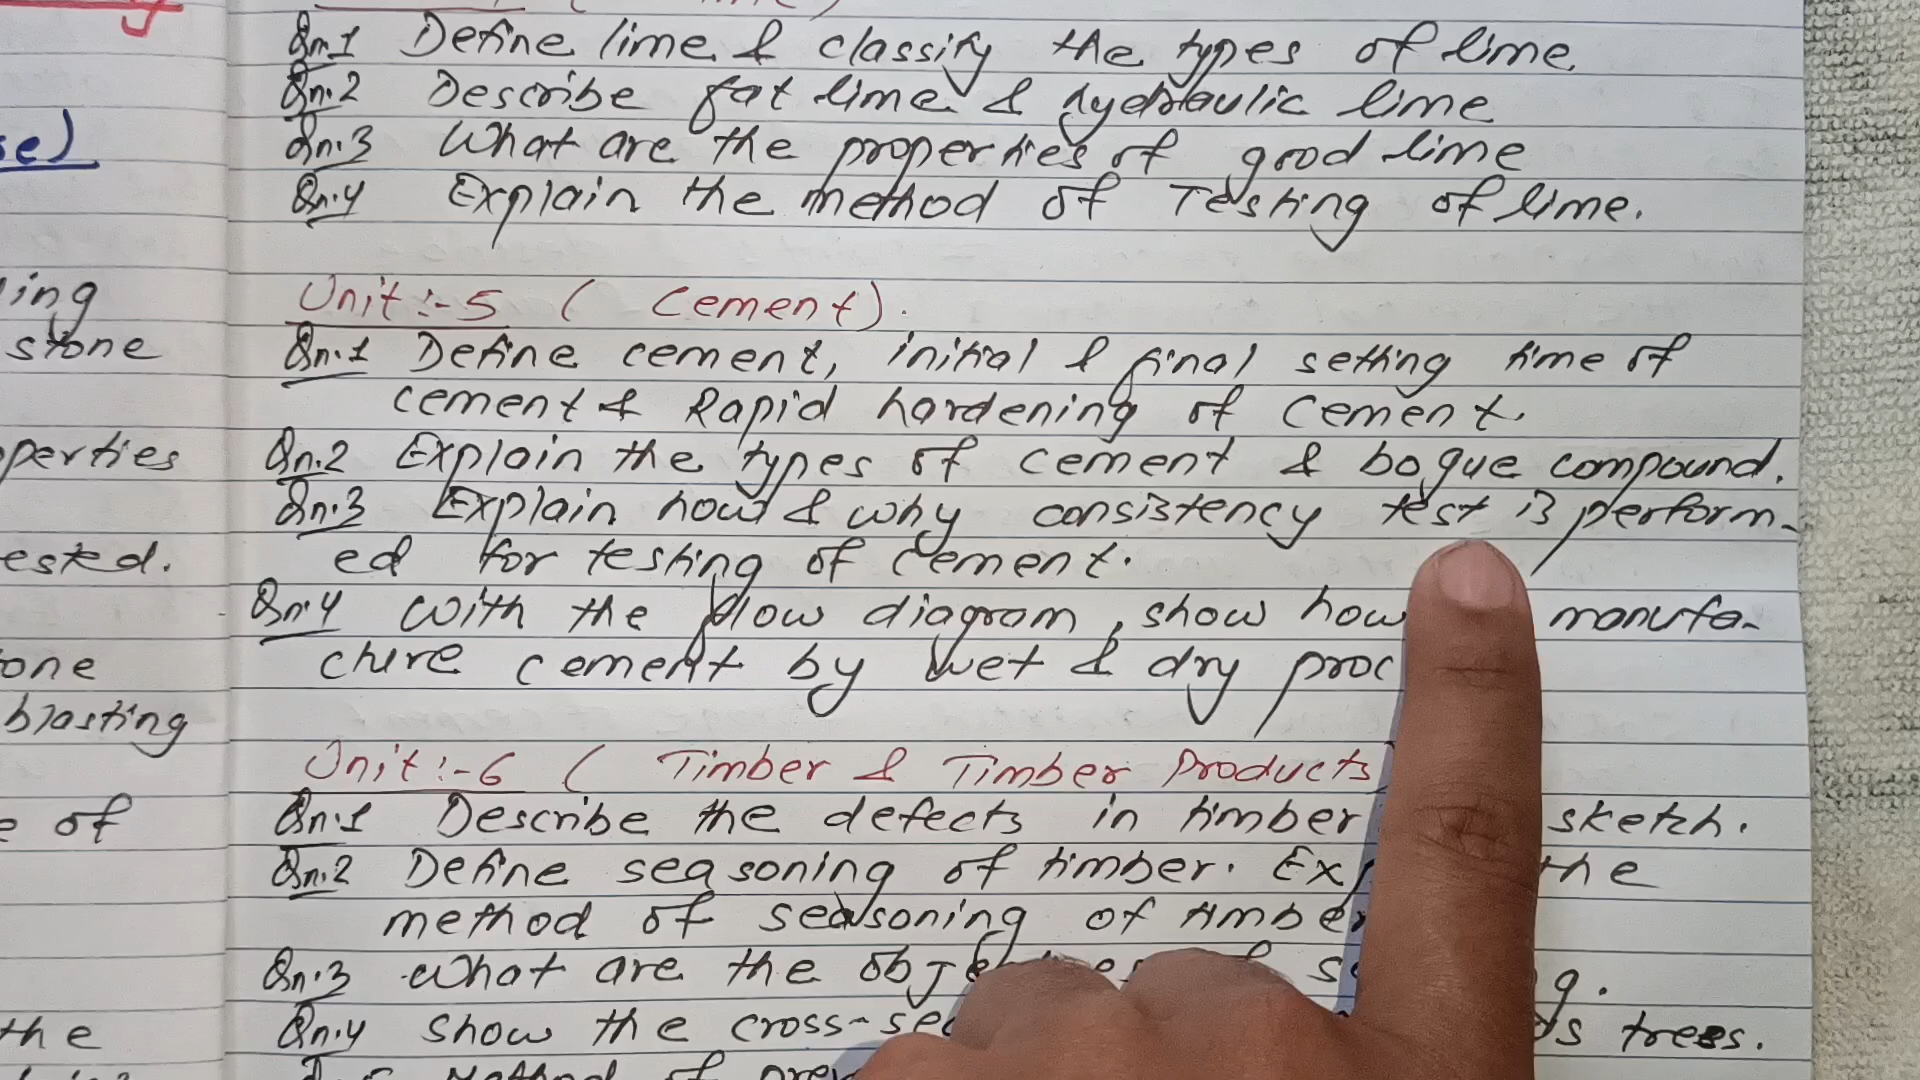 se)
ling
stone
perties
ested.
one
blasting
e of
the
Qn.1 Define lime & classify the types of lime.
Qn.2 Describe fat lime & hydraulic lime
Qn.3 What are the properties of good lime
Qn.4 Explain the method of Testing of lime.
Unit:-5 ( Cement).
Qn.1 Define cement, initial & final setting time of
cement & Rapid hardening of cement.
Qn.2 Explain the types of cement & bogue compound.
Qn.3 Explain how & why consistency test is perform-
ed for testing of cement.
Qn.4 With the flow diagram, show how manufa-
cture cement by wet & dry proc
Unit:-6 ( Timber & Timber Products
Qn.1 Describe the defects in timber sketch.
Qn.2 Define seasoning of timber. Ex the
method of seasoning of timber
Qn.3 What are the g.
Qn.4 Show the cross-sec trees.
Method of